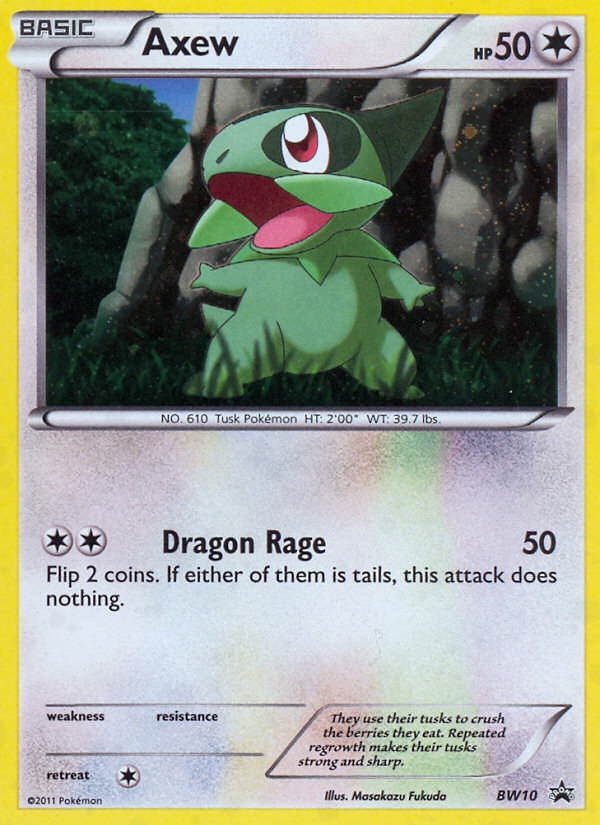 BASIC
Axew
HP 50
NO. 610 Tusk Pokémon HT: 2'00" WT: 39.7 lbs.
Dragon Rage 50
Flip 2 coins. If either of them is tails, this attack does
nothing.
weakness resistance
They use their tusks to crush
the berries they eat. Repeated
regrowth makes their tusks
strong and sharp.
retreat
©2011 Pokémon
Illus. Masakazu Fukuda
BW10